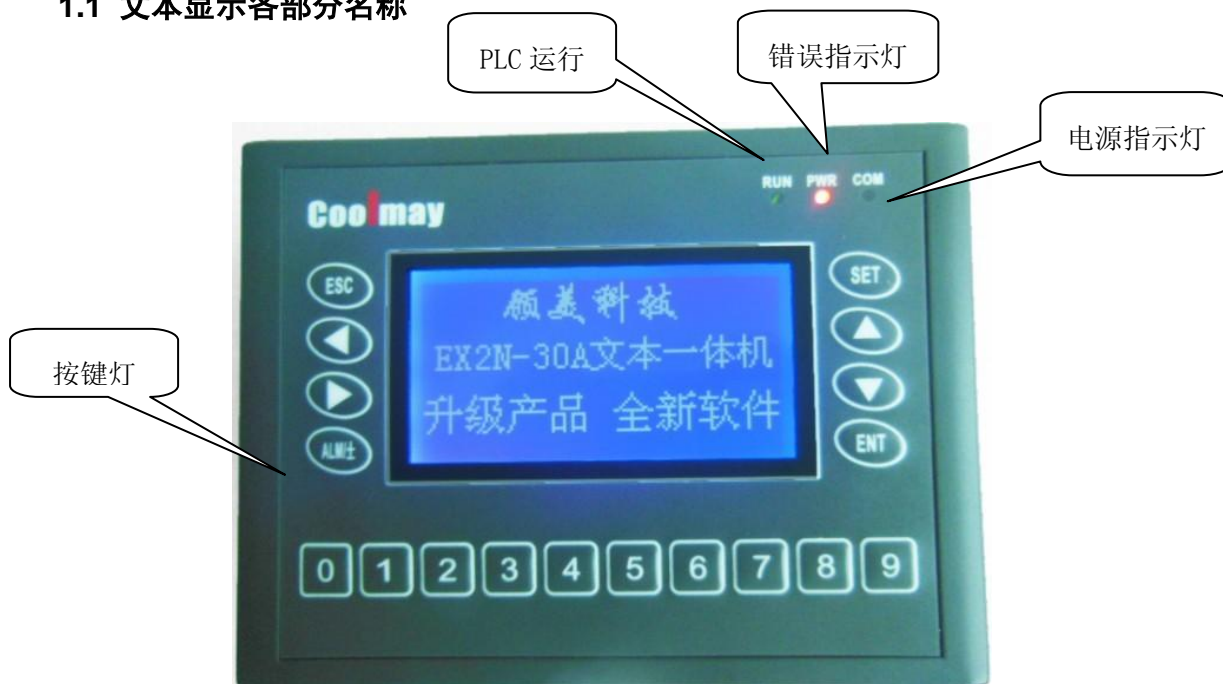 1.1 文本显示各部分名称
PLC 运行
错误指示灯
电源指示灯
按键灯
RUN PWR COM
Coolmay
ESC
SET
顾美科技
EX2N-30A文本一体机
升级产品 全新软件
ALM/±
ENT
0 1 2 3 4 5 6 7 8 9